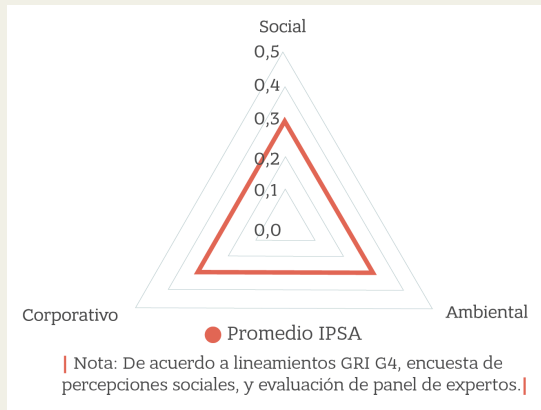 Social
0,5
0,4
0,3
0,2
0,1
0,0
Corporativo
Ambiental
Promedio IPSA
| Nota: De acuerdo a lineamientos GRI G4, encuesta de
percepciones sociales, y evaluación de panel de expertos.|